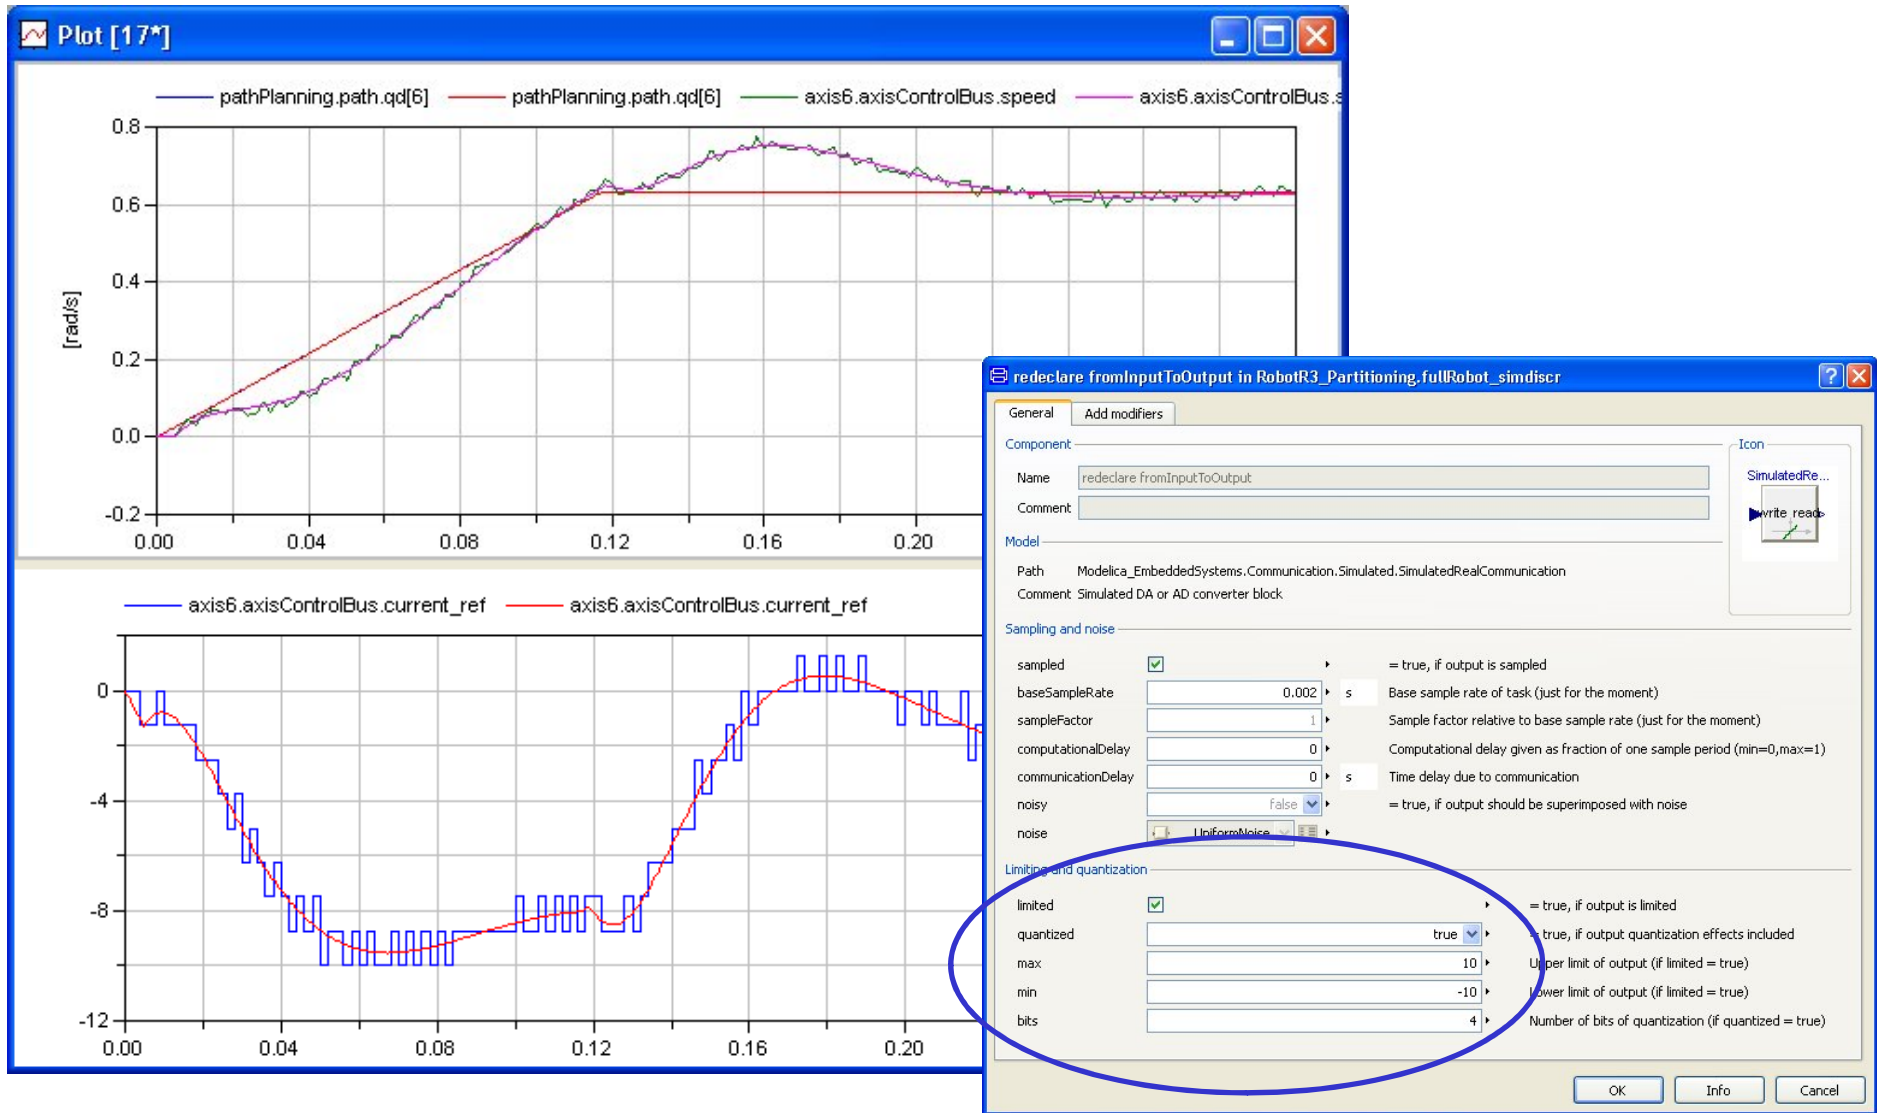 Plot [17*]
pathPlanning.path.qd[6] pathPlanning.path.qd[6] axis6.axisControlBus.speed axis6.axisControlBus.s
0.8
0.6
0.4
0.2
0.0
-0.2
[rad/s]
0.00 0.04 0.08 0.12 0.16 0.20
axis6.axisControlBus.current_ref axis6.axisControlBus.current_ref
0
-4
-8
-12
0.00 0.04 0.08 0.12 0.16 0.20
redeclare fromInputToOutput in RobotR3_Partitioning.fullRobot_simdiscr
General Add modifiers
Component
Icon
Name redeclare fromInputToOutput
SimulatedRe...
Comment
write read
Model
Path Modelica_EmbeddedSystems.Communication.Simulated.SimulatedRealCommunication
Comment Simulated DA or AD converter block
Sampling and noise
sampled = true, if output is sampled
baseSampleRate 0.002 s Base sample rate of task (just for the moment)
sampleFactor 1 Sample factor relative to base sample rate (just for the moment)
computationalDelay 0 Computational delay given as fraction of one sample period (min=0,max=1)
communicationDelay 0 s Time delay due to communication
noisy false = true, if output should be superimposed with noise
noise UniformNoise
Limiting and quantization
limited = true, if output is limited
quantized true = true, if output quantization effects included
max 10 Upper limit of output (if limited = true)
min -10 Lower limit of output (if limited = true)
bits 4 Number of bits of quantization (if quantized = true)
OK Info Cancel